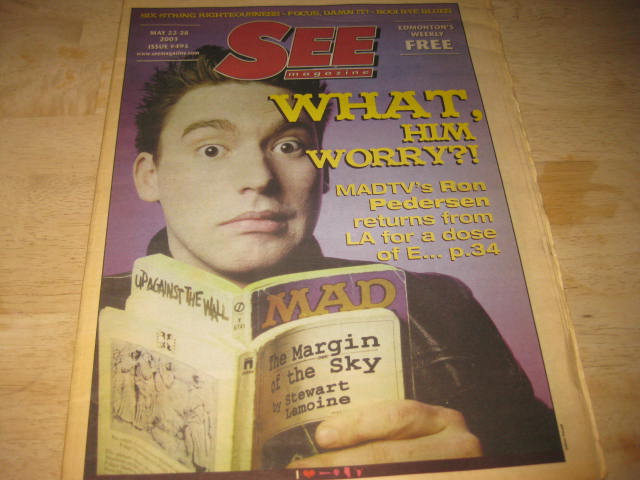 SIX STRING RIGHTEOUSNESS! - FOCUS, DAMN IT! - BOO! BYE BLUES!
MAY 22-28
2003
ISSUE #495
www.seemagazine.com
SEE
magazine
EDMONTON'S
WEEKLY
FREE
WHAT,
HIM
WORRY?!
MADTV's Ron
Pedersen
returns from
LA for a dose
of E... p.34
UP AGAINST THE WALL
MAD
The Margin
of the Sky
by Stewart
Lemoine